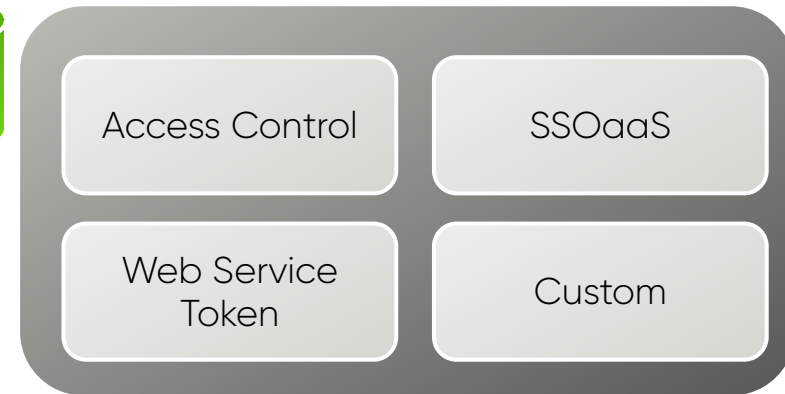 Access Control
SSOaaS
Web Service
Token
Custom